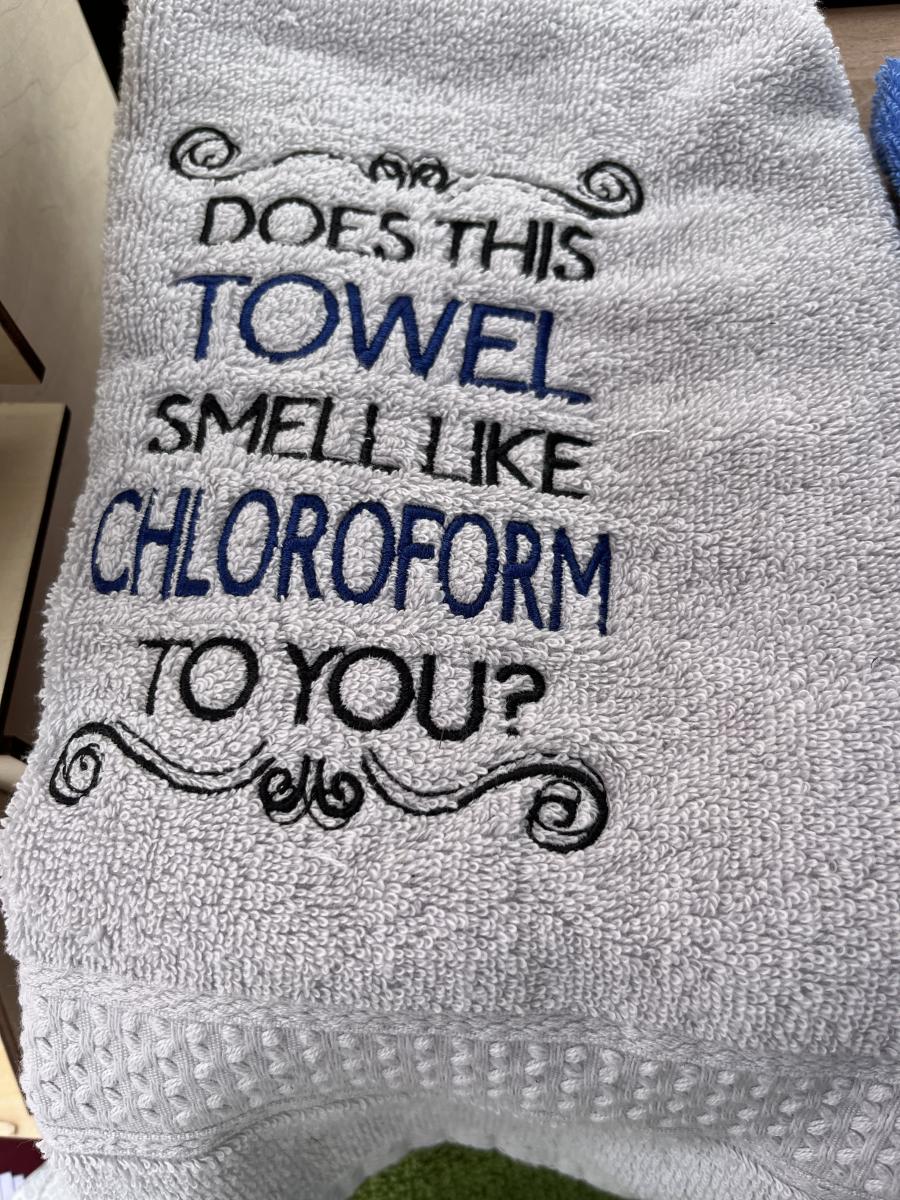 DOES THIS
TOWEL
SMELL LIKE
CHLOROFORM
TO YOU?